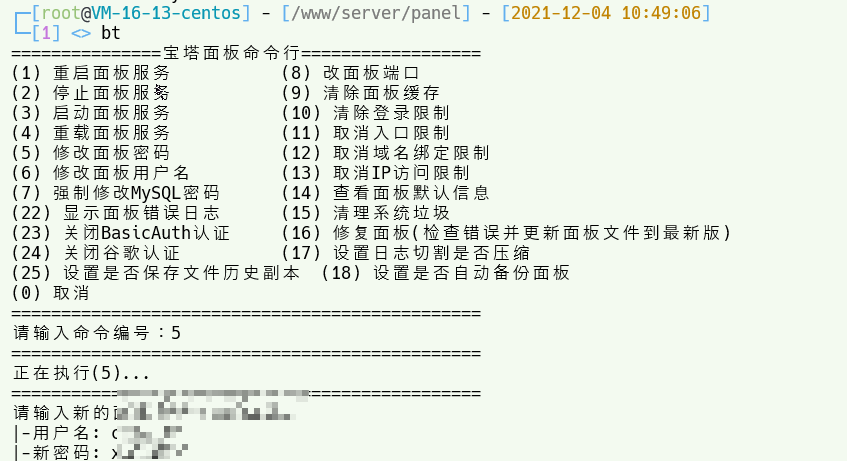 [root@VM-16-13-centos] - [/www/server/panel] - [2021-12-04 10:49:06]
[1] <> bt
===============宝塔面板命令行==================
(1) 重启面板服务 (8) 改面板端口
(2) 停止面板服务 (9) 清除面板缓存
(3) 启动面板服务 (10) 清除登录限制
(4) 重载面板服务 (11) 取消入口限制
(5) 修改面板密码 (12) 取消域名绑定限制
(6) 修改面板用户名 (13) 取消IP访问限制
(7) 强制修改MySQL密码 (14) 查看面板默认信息
(22) 显示面板错误日志 (15) 清理系统垃圾
(23) 关闭BasicAuth认证 (16) 修复面板(检查错误并更新面板文件到最新版)
(24) 关闭谷歌认证 (17) 设置日志切割是否压缩
(25) 设置是否保存文件历史副本 (18) 设置是否自动备份面板
(0) 取消
===============================================
请输入命令编号：5
===============================================
正在执行(5)...
===============================================
请输入新的
|-用户名:
|-新密码: